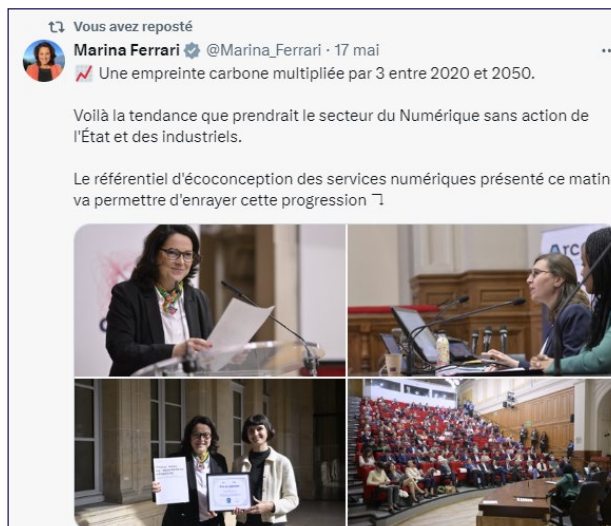 Vous avez reposté
Marina Ferrari @Marina_Ferrari · 17 mai
Une empreinte carbone multipliée par 3 entre 2020 et 2050.
Voilà la tendance que prendrait le secteur du Numérique sans action de
l'État et des industriels.
Le référentiel d'écoconception des services numériques présenté ce matin
va permettre d'enrayer cette progression
Arce